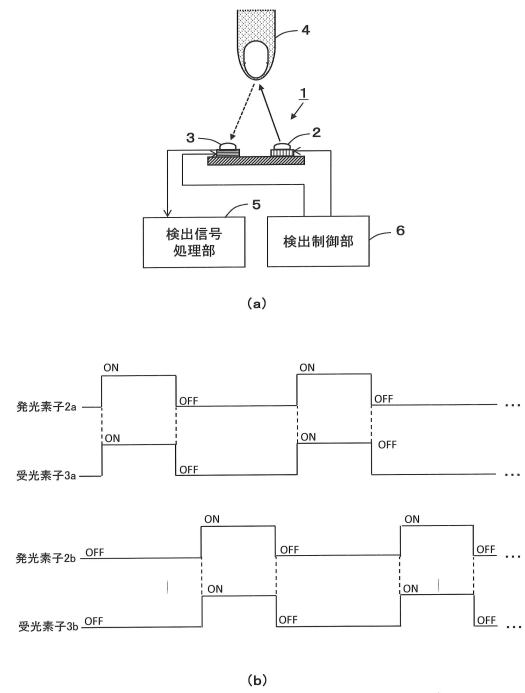 4
1
3
2
5
検出信号
処理部
検出制御部
6
(a)
ON ON
発光素子2a OFF OFF ...
ON ON OFF
受光素子3a OFF ...
ON ON
発光素子2b OFF OFF OFF ...
ON ON
受光素子3b OFF OFF OFF ...
(b)